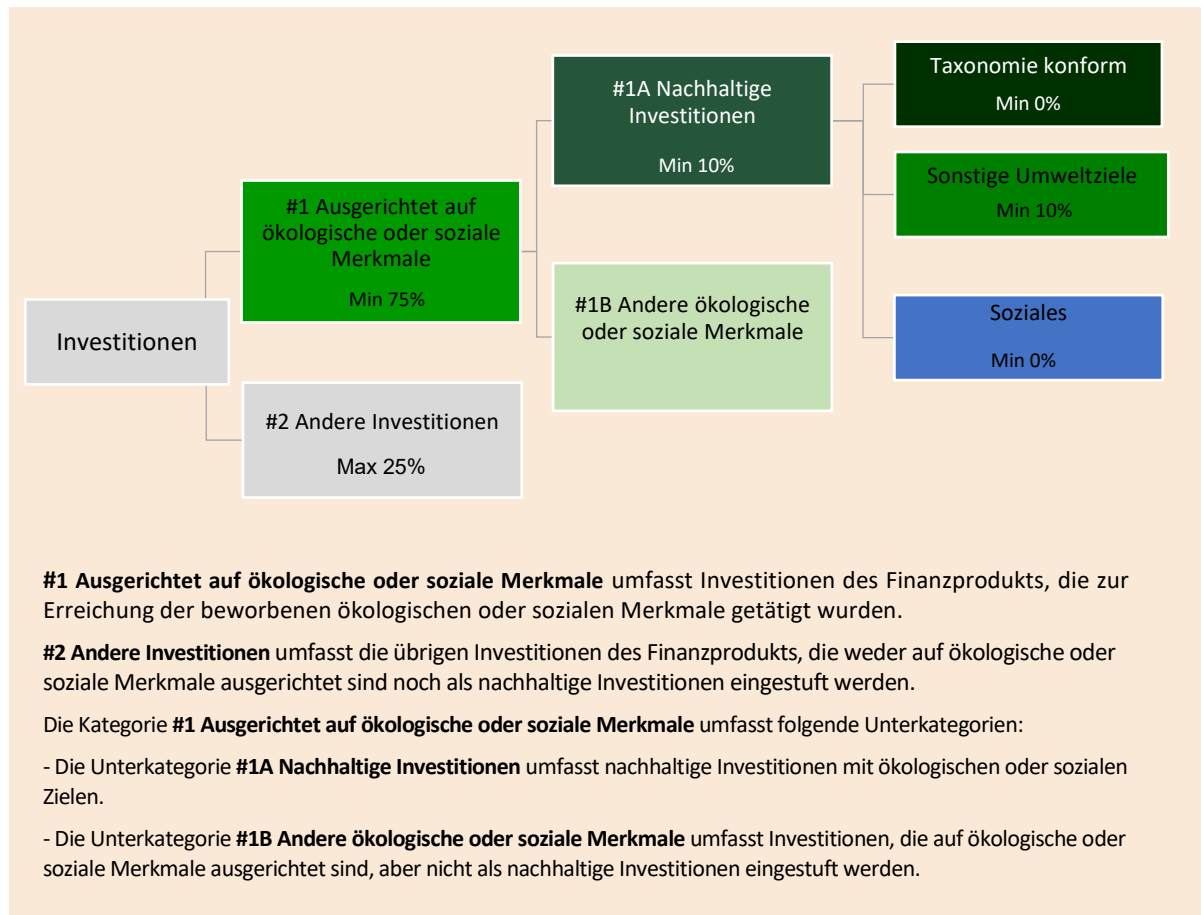 Investitionen
#1 Ausgerichtet auf
ökologische oder soziale
Merkmale
Min 75%
#2 Andere Investitionen
Max 25%
#1A Nachhaltige
Investitionen
Min 10%
#1B Andere ökologische
oder soziale Merkmale
Taxonomie konform
Min 0%
Sonstige Umweltziele
Min 10%
Soziales
Min 0%
#1 Ausgerichtet auf ökologische oder soziale Merkmale umfasst Investitionen des Finanzprodukts, die zur
Erreichung der beworbenen ökologischen oder sozialen Merkmale getätigt wurden.
#2 Andere Investitionen umfasst die übrigen Investitionen des Finanzprodukts, die weder auf ökologische oder
soziale Merkmale ausgerichtet sind noch als nachhaltige Investitionen eingestuft werden.
Die Kategorie #1 Ausgerichtet auf ökologische oder soziale Merkmale umfasst folgende Unterkategorien:
- Die Unterkategorie #1A Nachhaltige Investitionen umfasst nachhaltige Investitionen mit ökologischen oder sozialen
Zielen.
- Die Unterkategorie #1B Andere ökologische oder soziale Merkmale umfasst Investitionen, die auf ökologische oder
soziale Merkmale ausgerichtet sind, aber nicht als nachhaltige Investitionen eingestuft werden.